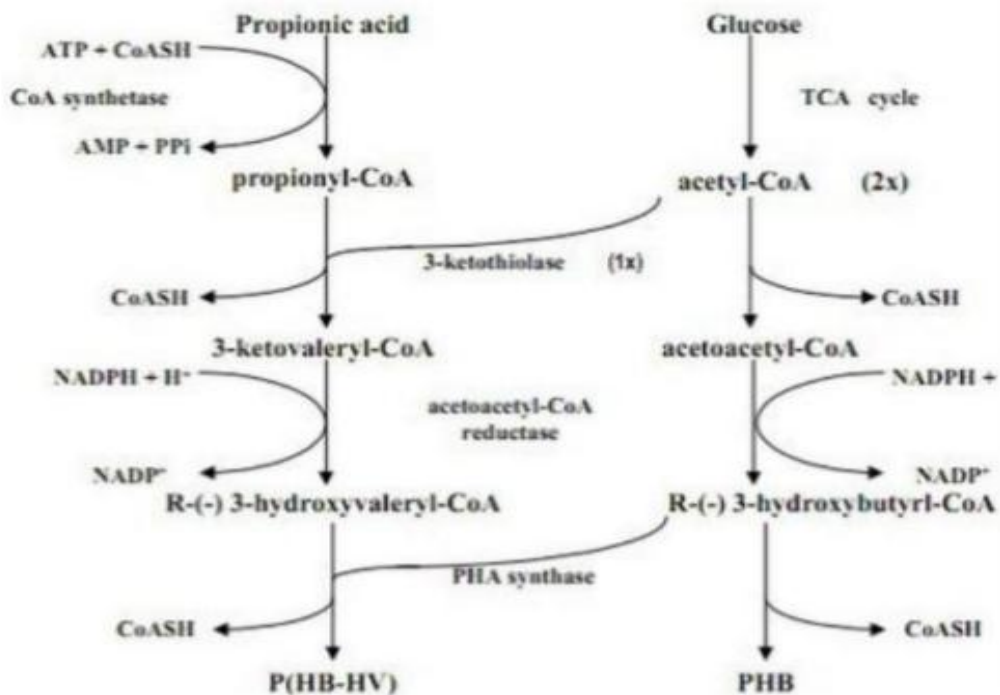 Propionic acid
Glucose
ATP + CoASH
CoA synthetase
TCA cycle
AMP + PPi
propionyl-CoA
acetyl-CoA (2x)
3-ketothiolase (1x)
CoASH
CoASH
3-ketovaleryl-CoA
acetoacetyl-CoA
NADPH + H⁺
NADPH +
acetoacetyl-CoA
reductase
NADP⁺
NADP⁺
R-(-) 3-hydroxyvaleryl-CoA
R-(-) 3-hydroxybutyrl-CoA
PHA synthase
CoASH
CoASH
P(HB-HV)
PHB